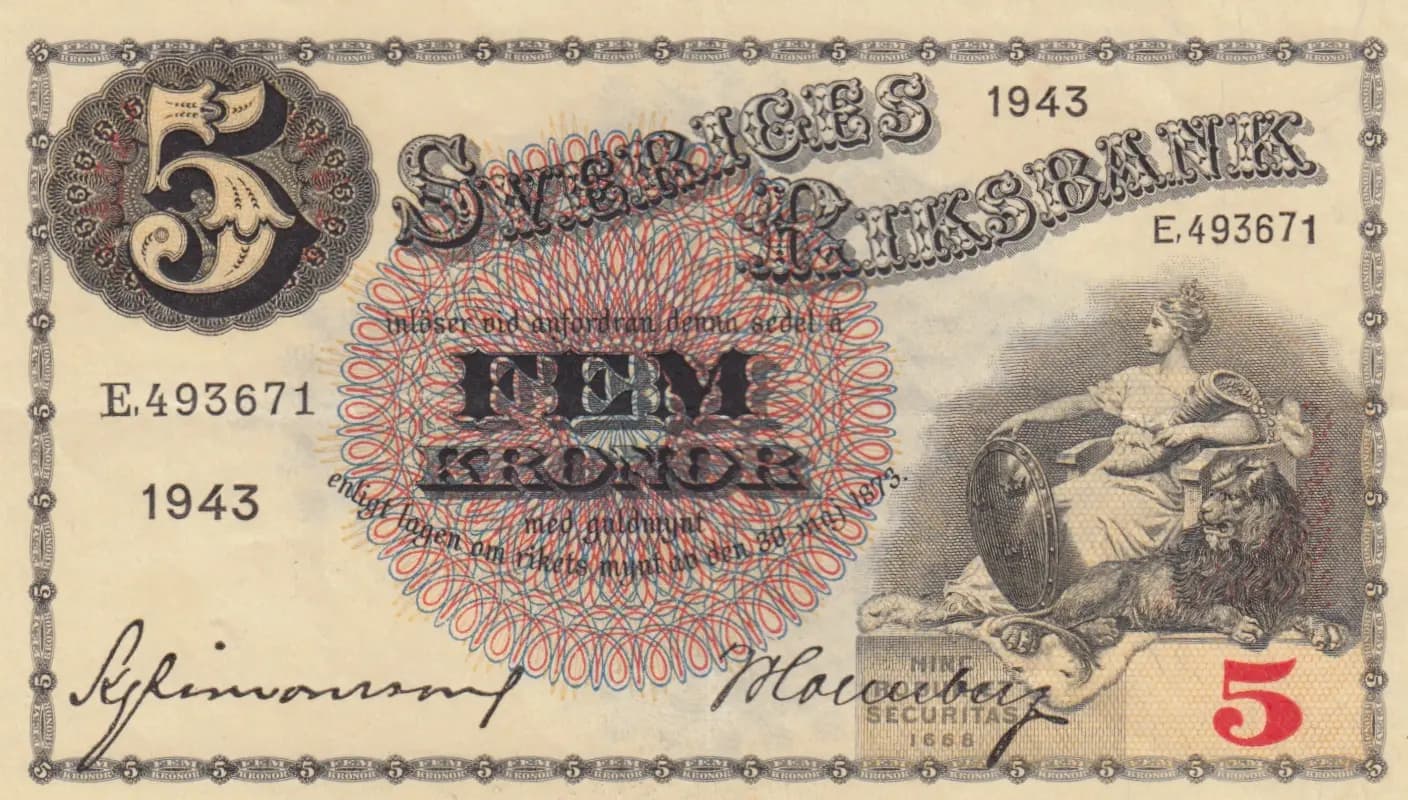 5
SVERIGES
RIKSBANK
1943
E,493671
inlöser vid anfordran denna sedel å
FEM
KRONOR
med guldmynt
enligt lagen om rikets mynt av den 30 maj 1873.
E,493671
1943
HINC
SECURITAS
1668
5